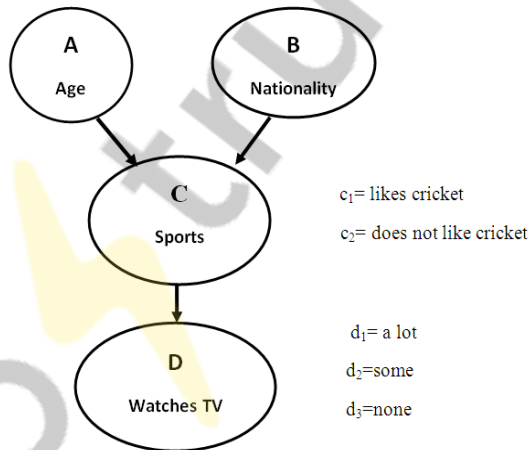 A
Age
B
Nationality
C
Sports
c₁= likes cricket
c₂= does not like cricket
D
Watches TV
d₁= a lot
d₂=some
d₃=none